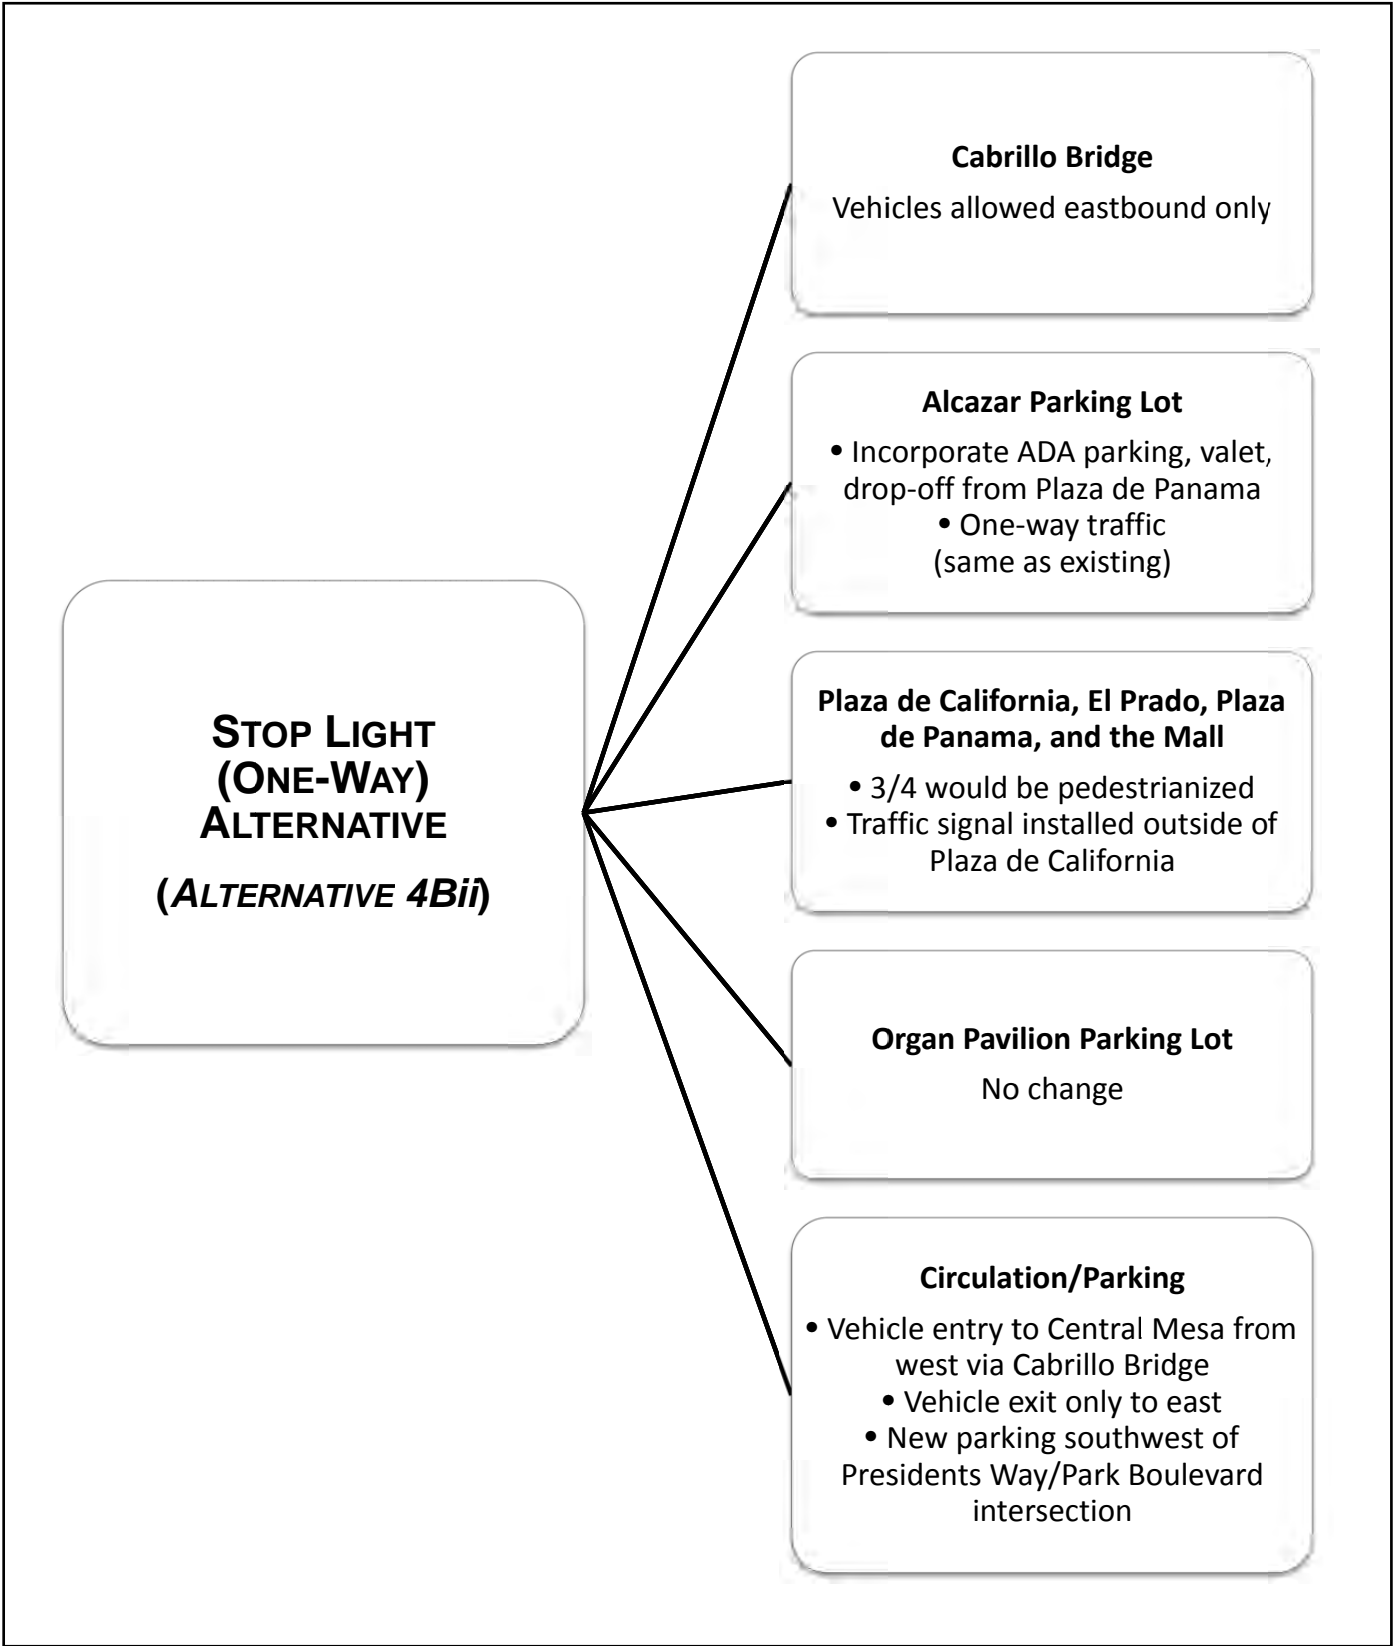 STOP LIGHT
(ONE-WAY)
ALTERNATIVE
(ALTERNATIVE 4Bii)
Cabrillo Bridge
Vehicles allowed eastbound only
Alcazar Parking Lot
• Incorporate ADA parking, valet,
drop-off from Plaza de Panama
• One-way traffic
(same as existing)
Plaza de California, El Prado, Plaza
de Panama, and the Mall
• 3/4 would be pedestrianized
• Traffic signal installed outside of
Plaza de California
Organ Pavilion Parking Lot
No change
Circulation/Parking
• Vehicle entry to Central Mesa from
west via Cabrillo Bridge
• Vehicle exit only to east
• New parking southwest of
Presidents Way/Park Boulevard
intersection